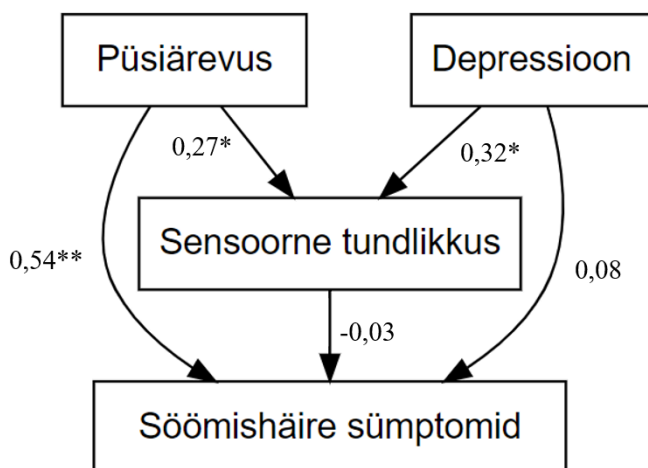 Püsiärevus
Depressioon
0,27*
0,32*
Sensoorne tundlikkus
0,54**
0,08
-0,03
Söömishäire sümptomid